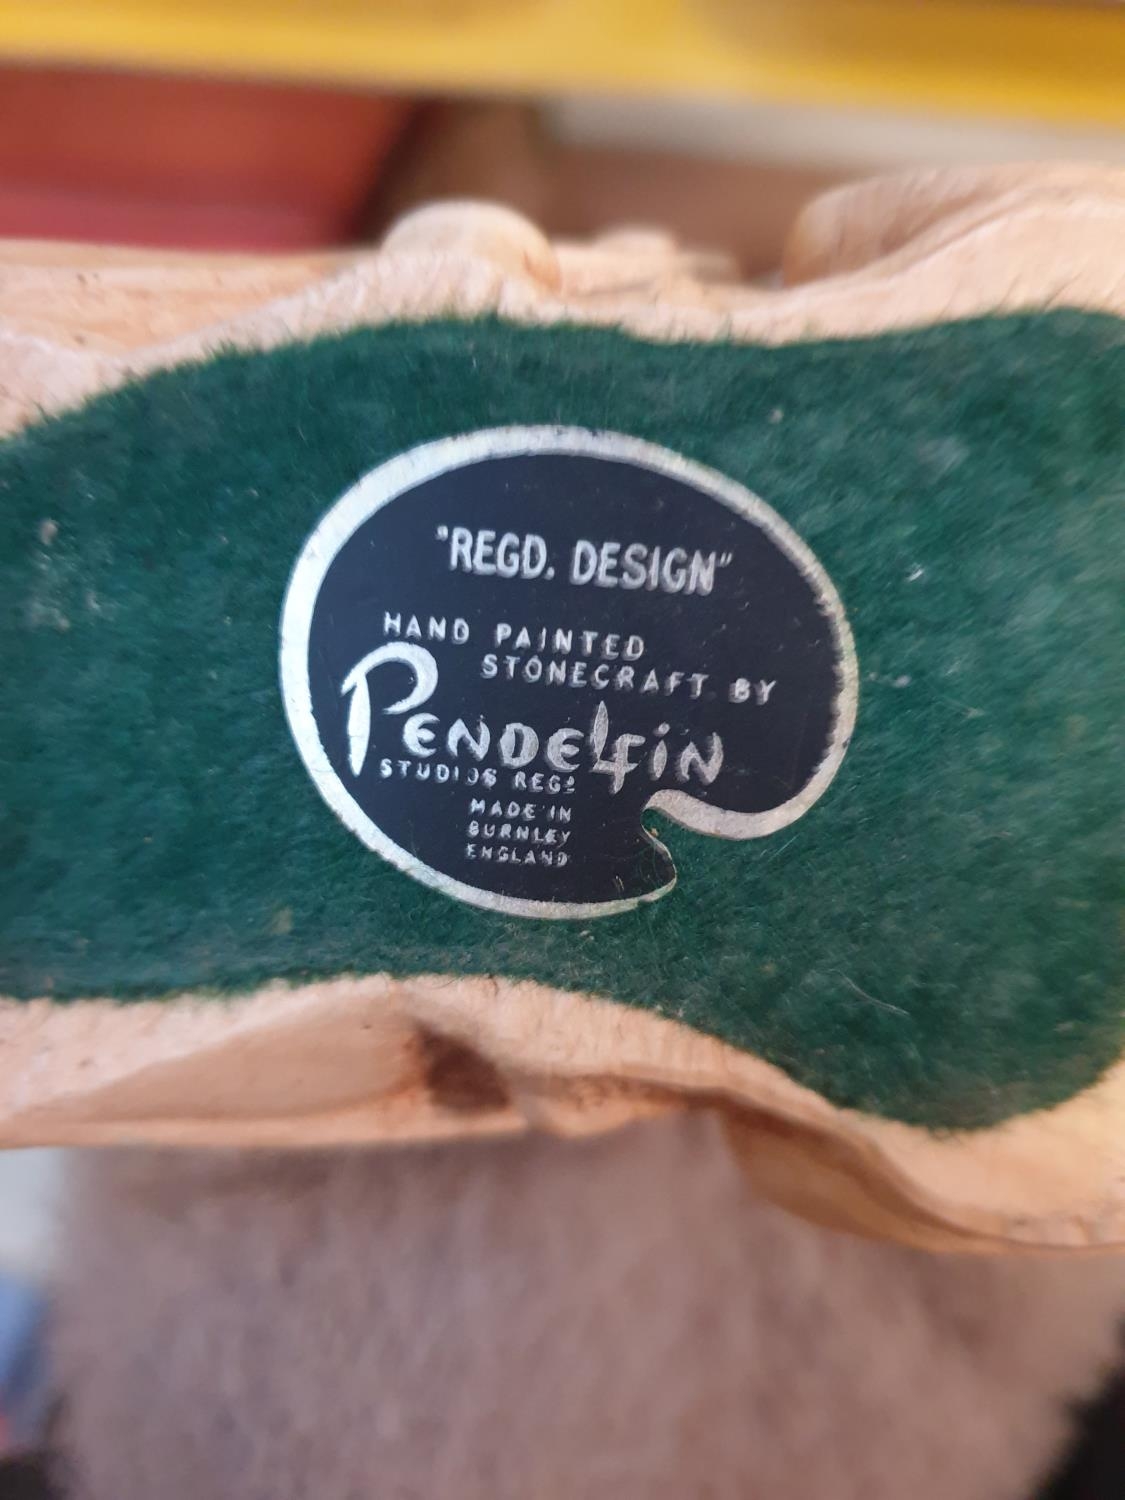 "REGD. DESIGN"
HAND PAINTED
STONECRAFT BY
PENDELFIN
STUDIOS REGD
MADE IN
BURNLEY
ENGLAND